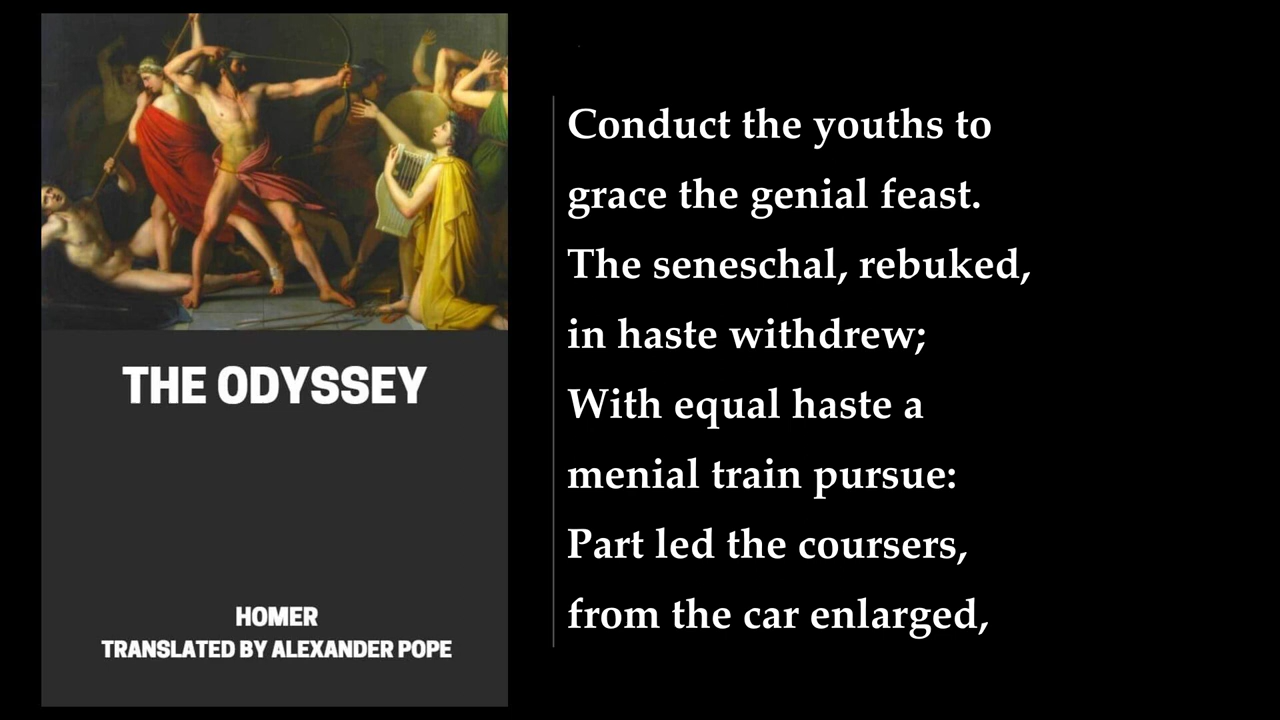 THE ODYSSEY
HOMER
TRANSLATED BY ALEXANDER POPE
Conduct the youths to
grace the genial feast.
The seneschal, rebuked,
in haste withdrew;
With equal haste a
menial train pursue:
Part led the coursers,
from the car enlarged,